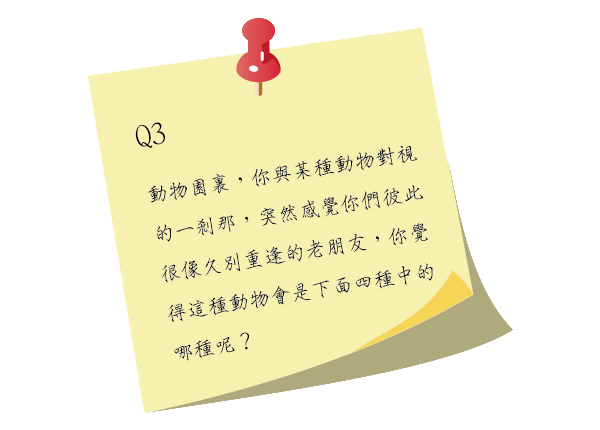 Q3
動物園裏，你與某種動物對視
的一剎那，突然感覺你們彼此
很像久別重逢的老朋友，你覺
得這種動物會是下面四種中的
哪種呢？